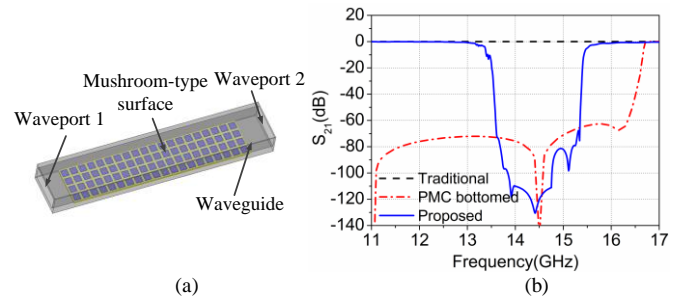 (a)
Mushroom-type
surface
Waveport 2
Waveport 1
Waveguide
(a)
20
0
-20
-40
-60
-80
-100
-120
-140
S21(dB)
Traditional
PMC bottomed
Proposed
11 12 13 14 15 16 17
Frequency(GHz)
(b)